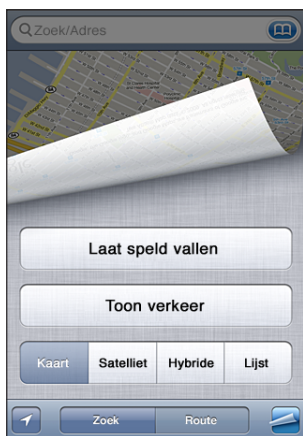 Zoek/Adres
Laat speld vallen
Toon verkeer
Kaart Satelliet Hybride Lijst
Zoek Route